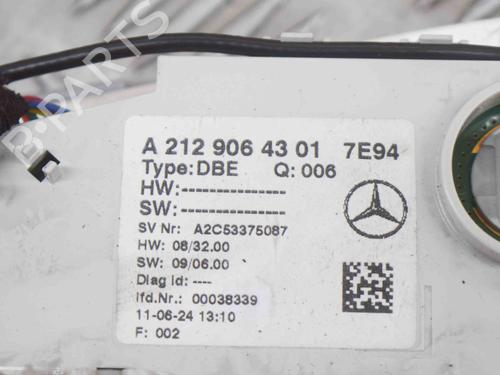 B-PARTS
A 212 906 43 01 7E94
Type:DBE Q: 006
HW:---------------
SW:---------------
SV Nr: A2C53375087
HW: 08/32.00
SW: 09/06.00
Diag Id: ----
lfd.Nr.: 00038339
11-06-24 13:10
F: 002